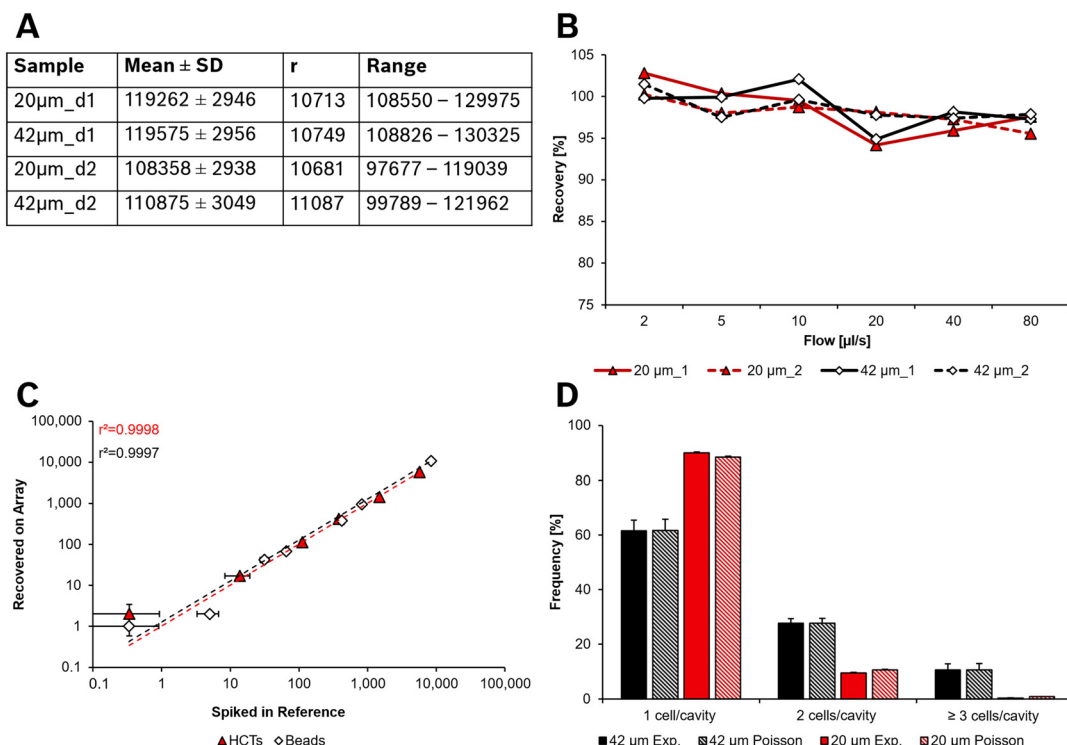 A
Sample Mean ± SD r Range
20µm_d1 119262 ± 2946 10713 108550 – 129975
42µm_d1 119575 ± 2956 10749 108826 – 130325
20µm_d2 108358 ± 2938 10681 97677 – 119039
42µm_d2 110875 ± 3049 11087 99789 – 121962
B
105
100
95
90
85
80
75
Recovery [%]
2 5 10 20 40 80
Flow [µl/s]
20 µm_1 20 µm_2 42 µm_1 42 µm_2
C
r²=0.9998
r²=0.9997
100,000
10,000
1,000
100
10
1
0.1
Recovered on Array
0.1 1 10 100 1,000 10,000 100,000
Spiked in Reference
HCTs Beads
D
100
80
60
40
20
0
Frequency [%]
1 cell/cavity 2 cells/cavity ≥ 3 cells/cavity
42 µm Exp. 42 µm Poisson 20 µm Exp. 20 µm Poisson